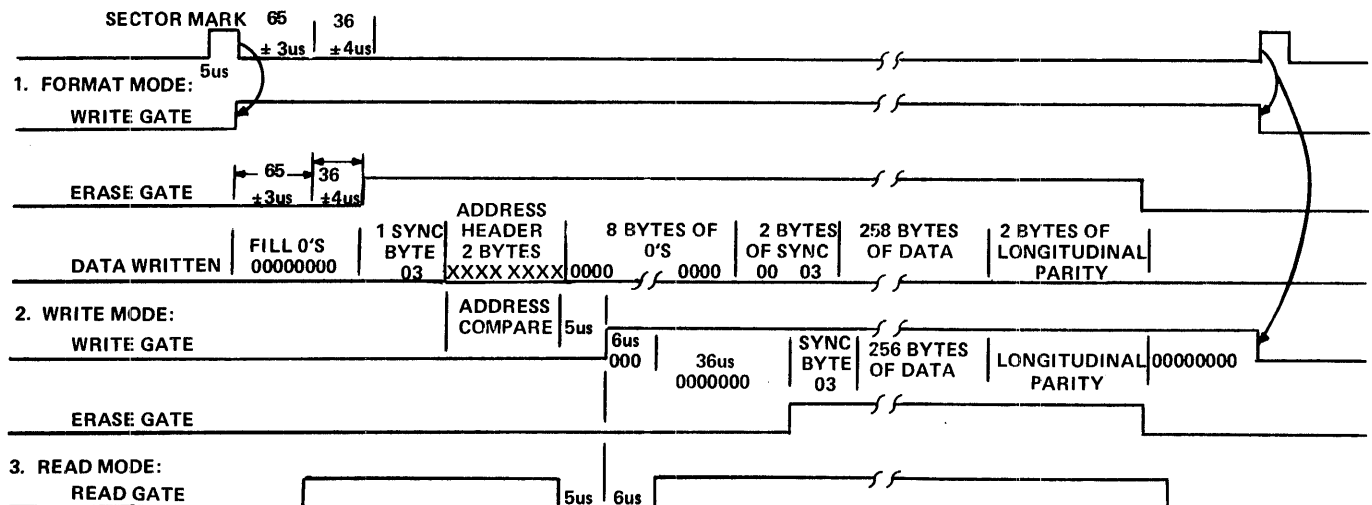 SECTOR MARK 65 36
± 3us ±4us
5us
1. FORMAT MODE:
WRITE GATE
65 36
ERASE GATE ±3us ±4us
DATA WRITTEN
FILL 0'S
00000000
1 SYNC
BYTE
03
ADDRESS
HEADER
2 BYTES
XXXX XXXX
8 BYTES OF
0'S
0000 0000
2 BYTES
OF SYNC
00 03
258 BYTES
OF DATA
2 BYTES OF
LONGITUDINAL
PARITY
2. WRITE MODE:
WRITE GATE
ADDRESS
COMPARE
5us
6us
000
36us
0000000
SYNC
BYTE
03
256 BYTES
OF DATA
LONGITUDINAL
PARITY
00000000
ERASE GATE
3. READ MODE:
READ GATE 5us 6us